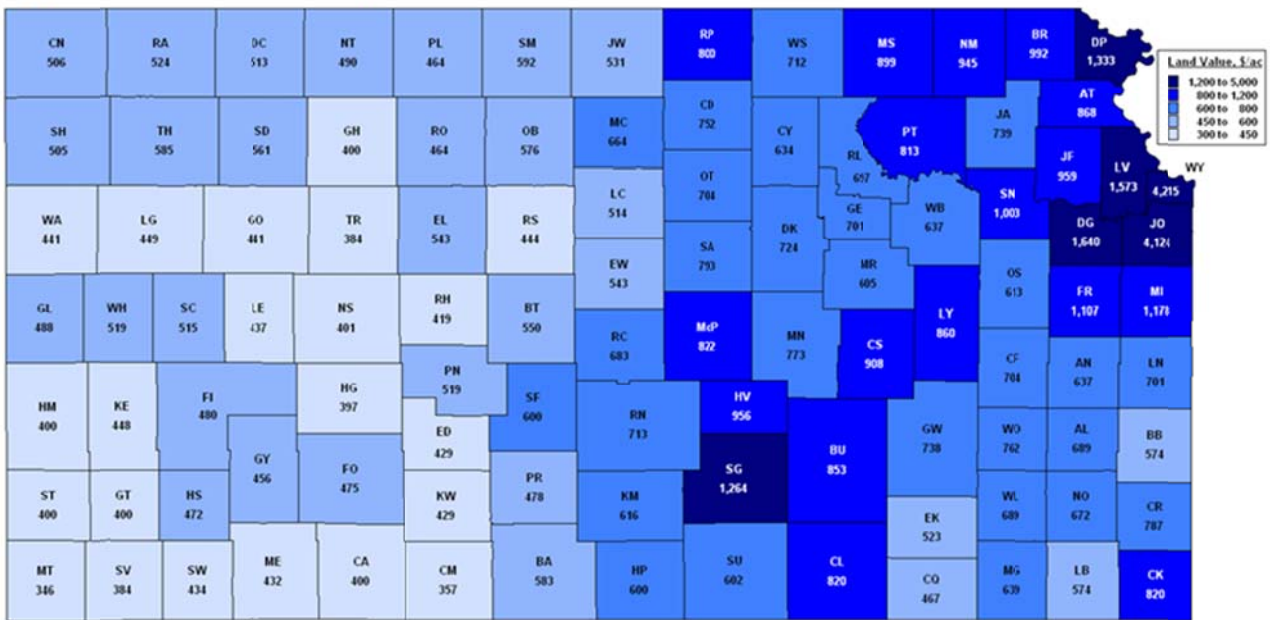 CN
506
RA
524
DC
513
NT
490
PL
464
SM
592
JW
531
RP
800
WS
712
MS
899
NM
945
BR
992
DP
1,333
Land Value, $/ac
1,200 to 5,000
800 to 1,200
600 to 800
450 to 600
300 to 450
SH
505
TH
585
SD
561
GH
400
RO
464
OB
576
MC
664
CD
752
CY
634
RL
PT
813
JA
739
AT
868
JF
959
LV
1,573
WY
4,215
WA
441
LG
449
GO
441
TR
384
EL
543
RS
444
LC
514
OT
704
GE
701
WB
637
SN
1,003
DG
1,640
JO
EW
543
SA
793
DK
724
MR
605
OS
613
FR
1,107
MI
1,178
GL
488
WH
519
SC
515
LE
437
NS
401
RH
419
BT
550
RC
683
McP
822
MN
773
CS
908
LY
860
CF
704
AN
637
LN
701
HM
400
KE
448
FI
480
HG
397
PN
519
SF
600
RN
713
HV
956
BU
853
GW
738
WO
762
AL
689
BB
574
GY
456
FO
475
ED
429
SG
1,264
ST
400
GT
400
HS
472
KW
429
PR
478
KM
616
EK
523
WL
689
NO
672
CR
787
MT
346
SV
384
SW
434
ME
432
CA
400
CM
357
BA
583
HP
600
SU
602
CL
820
CQ
467
MG
639
LB
574
CK
820